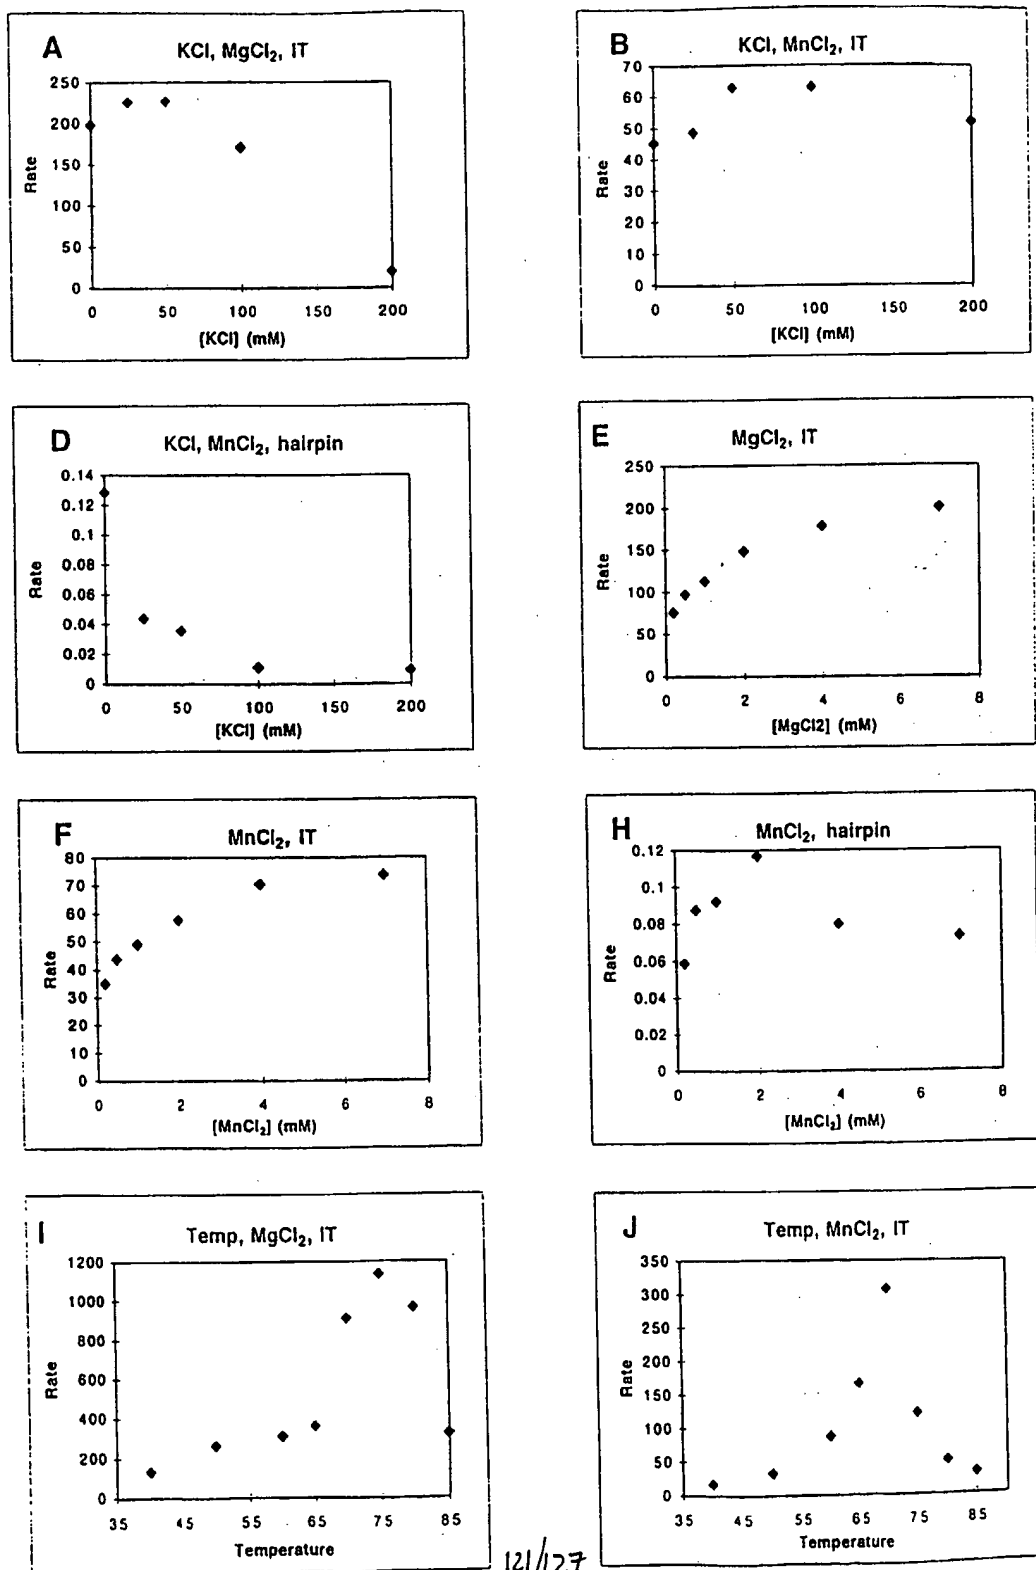 A
KCl, MgCl₂, IT
250
200
150
100
50
0
Rate
0 50 100 150 200
[KCl] (mM)
B
KCl, MnCl₂, IT
70
60
50
40
30
20
10
0
Rate
0 50 100 150 200
[KCl] (mM)
D
KCl, MnCl₂, hairpin
0.14
0.12
0.1
0.08
0.06
0.04
0.02
0
Rate
0 50 100 150 200
[KCl] (mM)
E
MgCl₂, IT
250
200
150
100
50
0
Rate
0 2 4 6 8
[MgCl2] (mM)
F
MnCl₂, IT
80
70
60
50
40
30
20
10
0
Rate
0 2 4 6 8
[MnCl₂] (mM)
H
MnCl₂, hairpin
0.12
0.1
0.08
0.06
0.04
0.02
0
Rate
0 2 4 6 8
[MnCl₂] (mM)
I
Temp, MgCl₂, IT
1200
1000
800
600
400
200
0
Rate
35 45 55 65 75 85
Temperature
J
Temp, MnCl₂, IT
350
300
250
200
150
100
50
0
Rate
35 45 55 65 75 85
Temperature
121/127